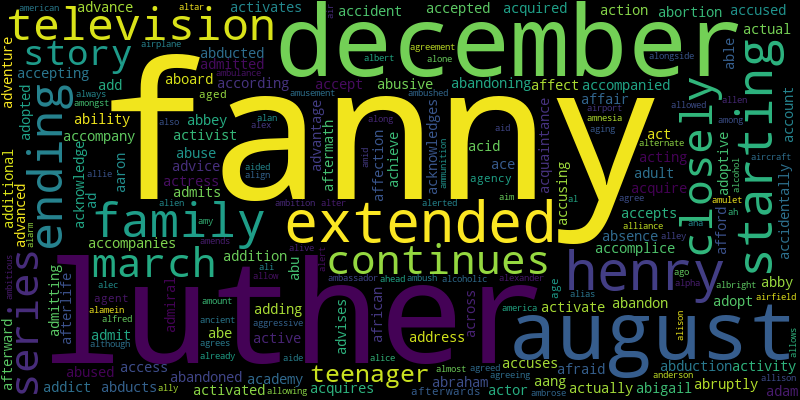 american advance altar activates air accident accepted acquired action abortion accused
television december
adventure airplane agreement
story abducted albert alone ambushed alongside
admitted abusive abandoning affect accompanied able actual
accepting according aboard accept affair
always add ambulance
adopted aged amusement advantage aftermath affection acknowledges acquaintance closely starting
ending ability abbey amnesia allowed allen among
amongst also alan along airport alternate
accompany activist alex fanny achieve acid aid act account
additional aaron abuse amid ammunition aging acting
allie advice aided ace accusing adult adoptive alcohol aircraft
acknowledge actress align agency acquire accidentally
ad admits ambition alter aim al agree amulet
advanced alien amy extended accepts afford ana ah
alarm family amends alerted absence alliance alley
accompanies addition alive continues accomplice
series march ali abu alert ambassador ahead ambush alcoholic alexander henry ago abby
ambitious admitting afterlife alec allow african age alias abandon alpha albright airfield
agent admiral amount adding advises across america activate adopt
alamein ancient aggressive luther august alison
afterward admit alfred abe active address
although agrees accuses abduction activity allows
abused access already aide alice almost agreed afraid
addict abducts ally abandoned academy teenager abraham agreeing aang anderson allison
activated allowing acquires afterwards actor ambrose actually abigail abruptly adam